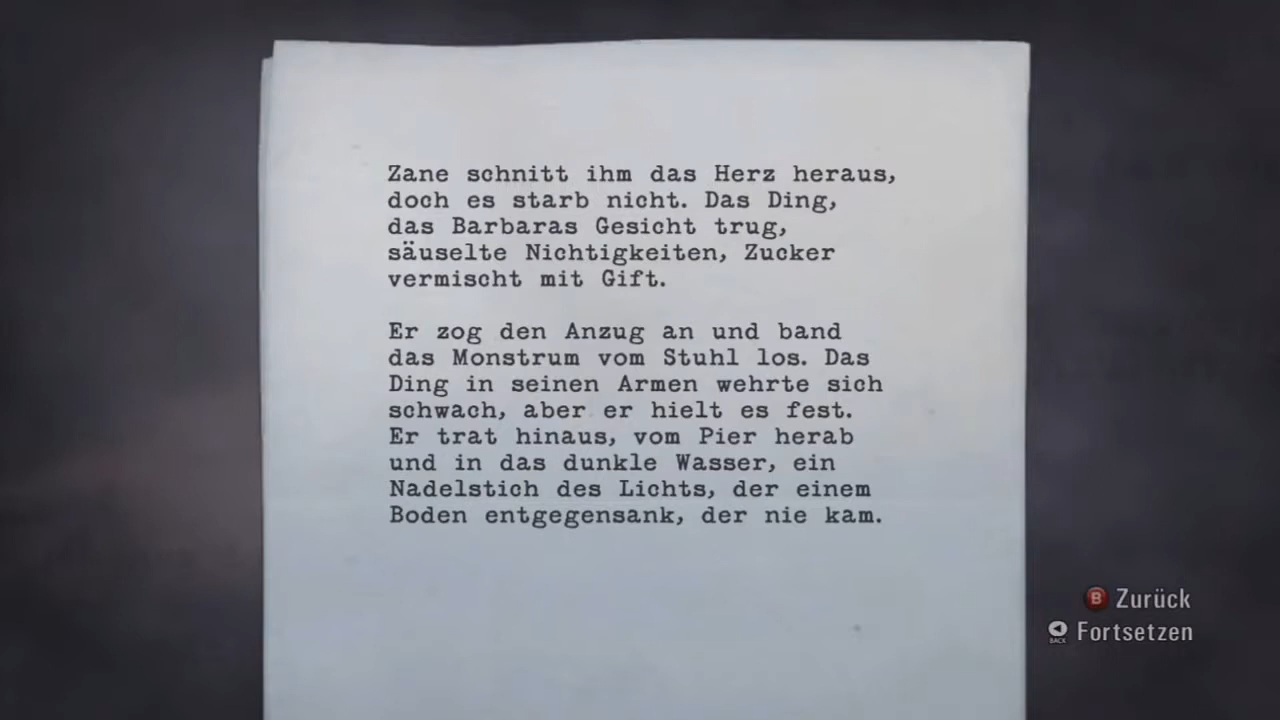 Zane schnitt ihm das Herz heraus,
doch es starb nicht. Das Ding,
das Barbaras Gesicht trug,
säuselte Nichtigkeiten, Zucker
vermischt mit Gift.
Er zog den Anzug an und band
das Monstrum vom Stuhl los. Das
Ding in seinen Armen wehrte sich
schwach, aber er hielt es fest.
Er trat hinaus, vom Pier herab
und in das dunkle Wasser, ein
Nadelstich des Lichts, der einem
Boden entgegensank, der nie kam.
B Zurück
BACK Fortsetzen